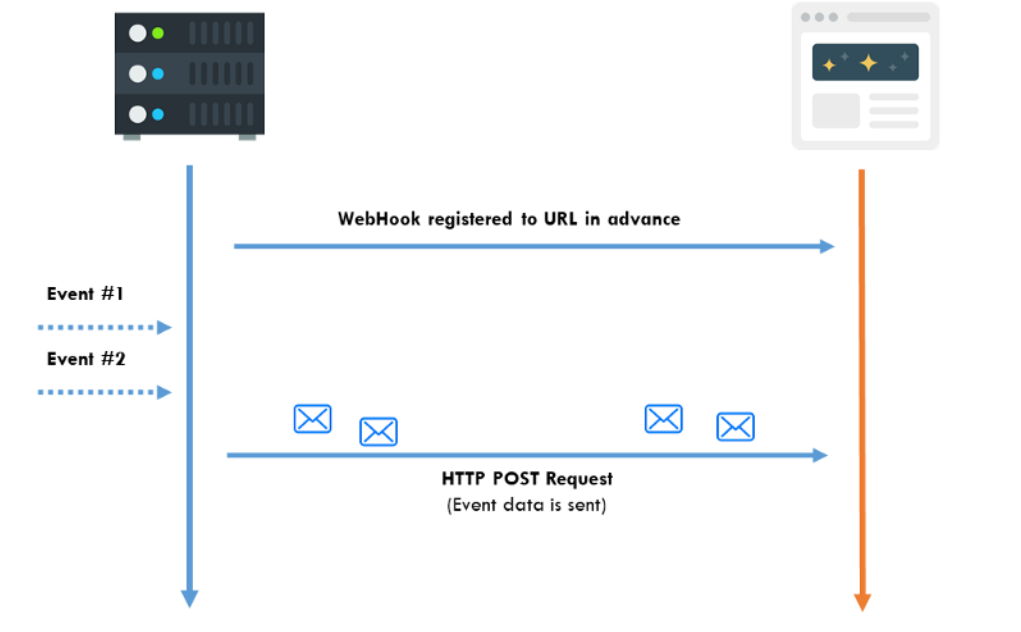 WebHook registered to URL in advance
Event #1
Event #2
HTTP POST Request
(Event data is sent)